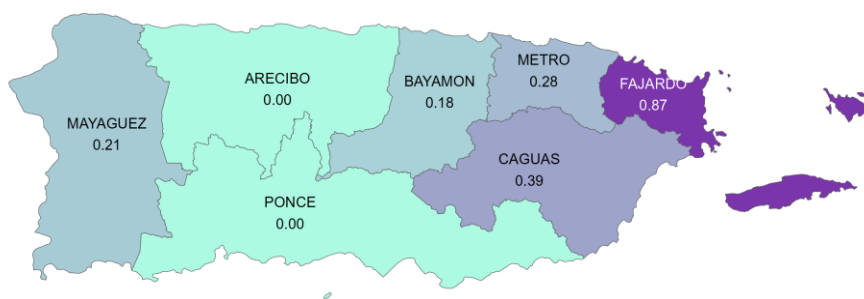 METRO
0.28
ARECIBO
0.00
BAYAMON
0.18
FAJARDO
0.87
MAYAGUEZ
0.21
CAGUAS
0.39
PONCE
0.00